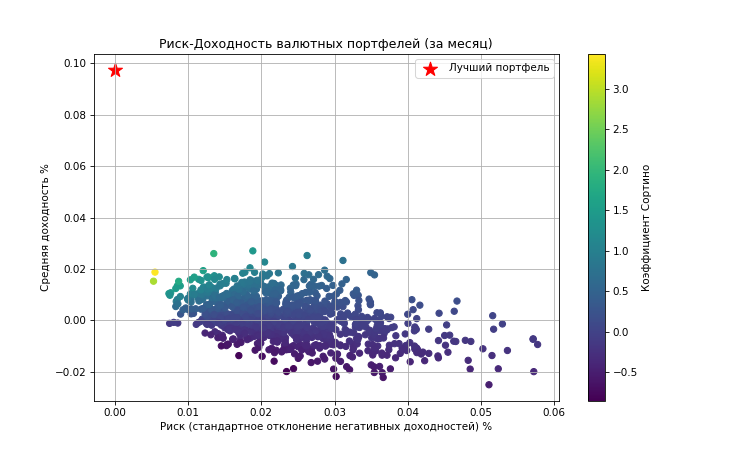 Риск-Доходность валютных портфелей (за месяц)
Лучший портфель
0.10
0.08
0.06
0.04
0.02
0.00
−0.02
Средняя доходность %
0.00 0.01 0.02 0.03 0.04 0.05 0.06
Риск (стандартное отклонение негативных доходностей) %
3.0
2.5
2.0
1.5
1.0
0.5
0.0
−0.5
Коэффициент Сортино